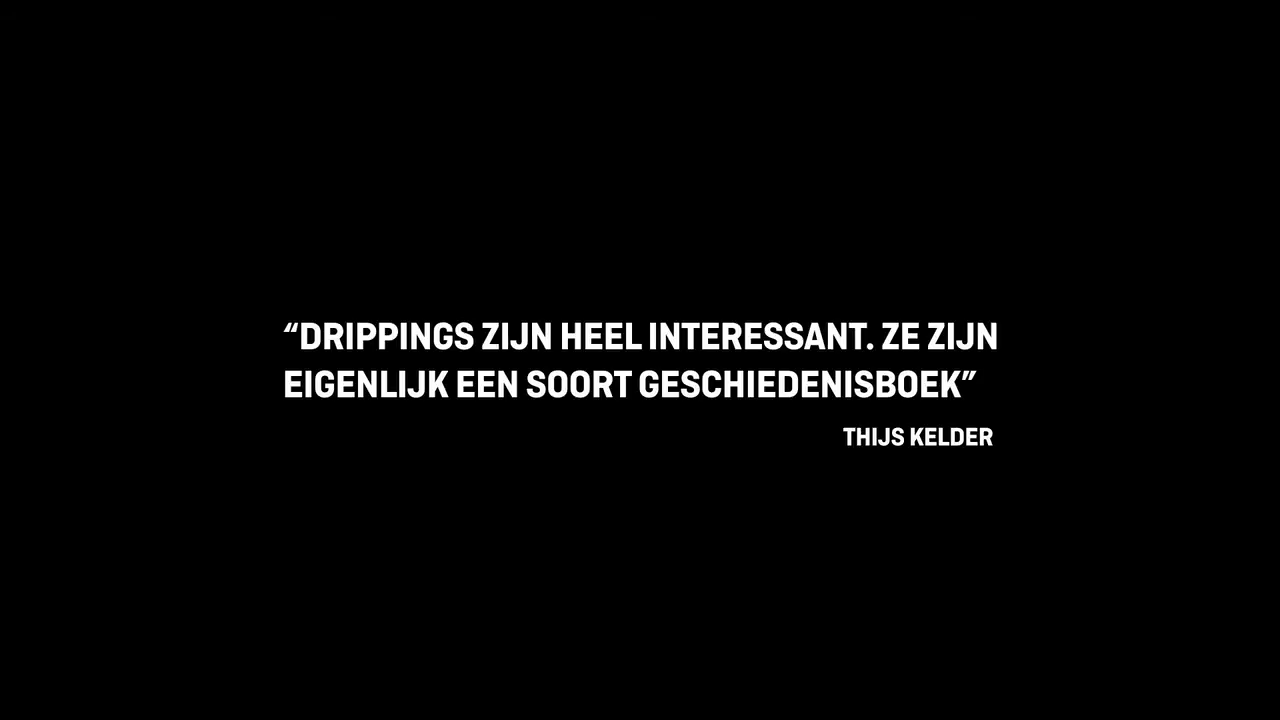 “DRIPPINGS ZIJN HEEL INTERESSANT. ZE ZIJN
EIGENLIJK EEN SOORT GESCHIEDENISBOEK”
THIJS KELDER